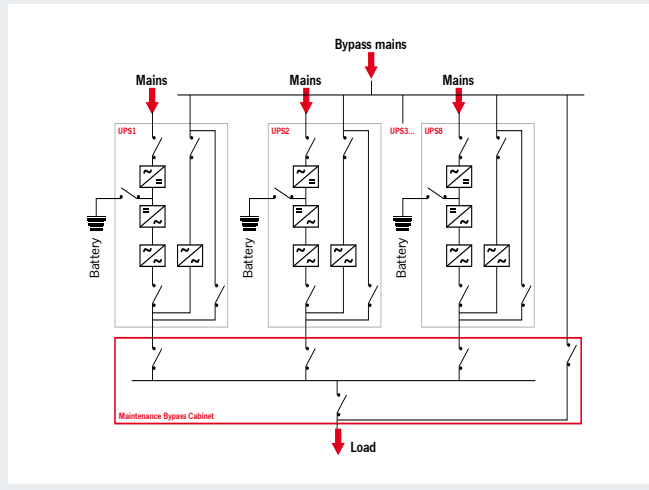 Bypass mains
Mains
Mains
Mains
UPS1
UPS2
UPS3...
UPS8
Battery
Battery
Battery
Maintenance Bypass Cabinet
Load